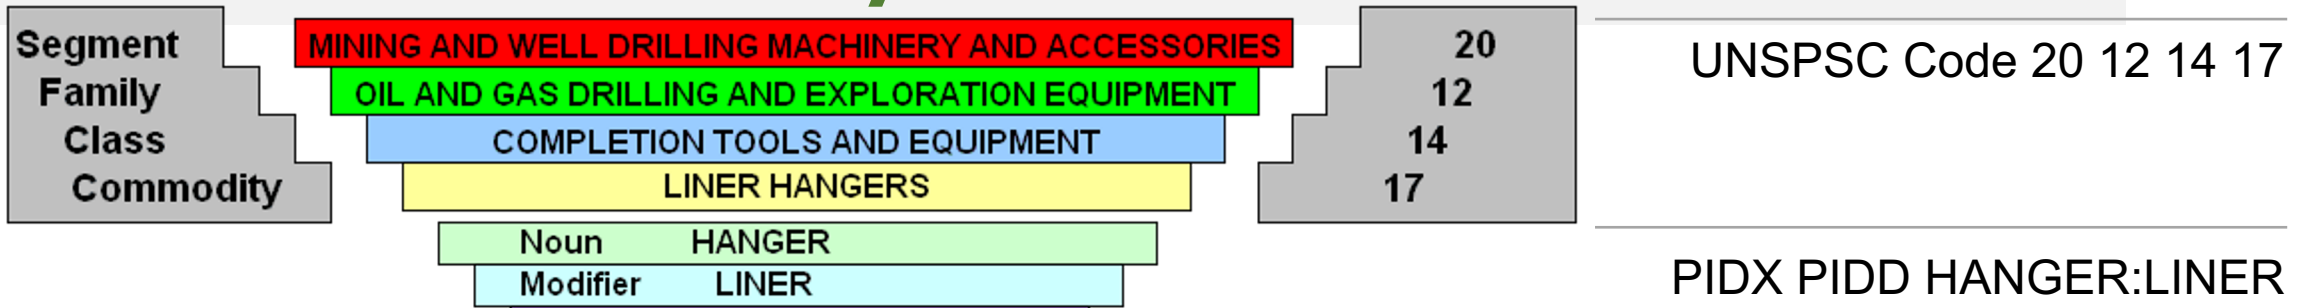 Segment MINING AND WELL DRILLING MACHINERY AND ACCESSORIES 20
UNSPSC Code 20 12 14 17
Family OIL AND GAS DRILLING AND EXPLORATION EQUIPMENT 12
Class COMPLETION TOOLS AND EQUIPMENT 14
Commodity LINER HANGERS 17
Noun HANGER
Modifier LINER
PIDX PIDD HANGER:LINER